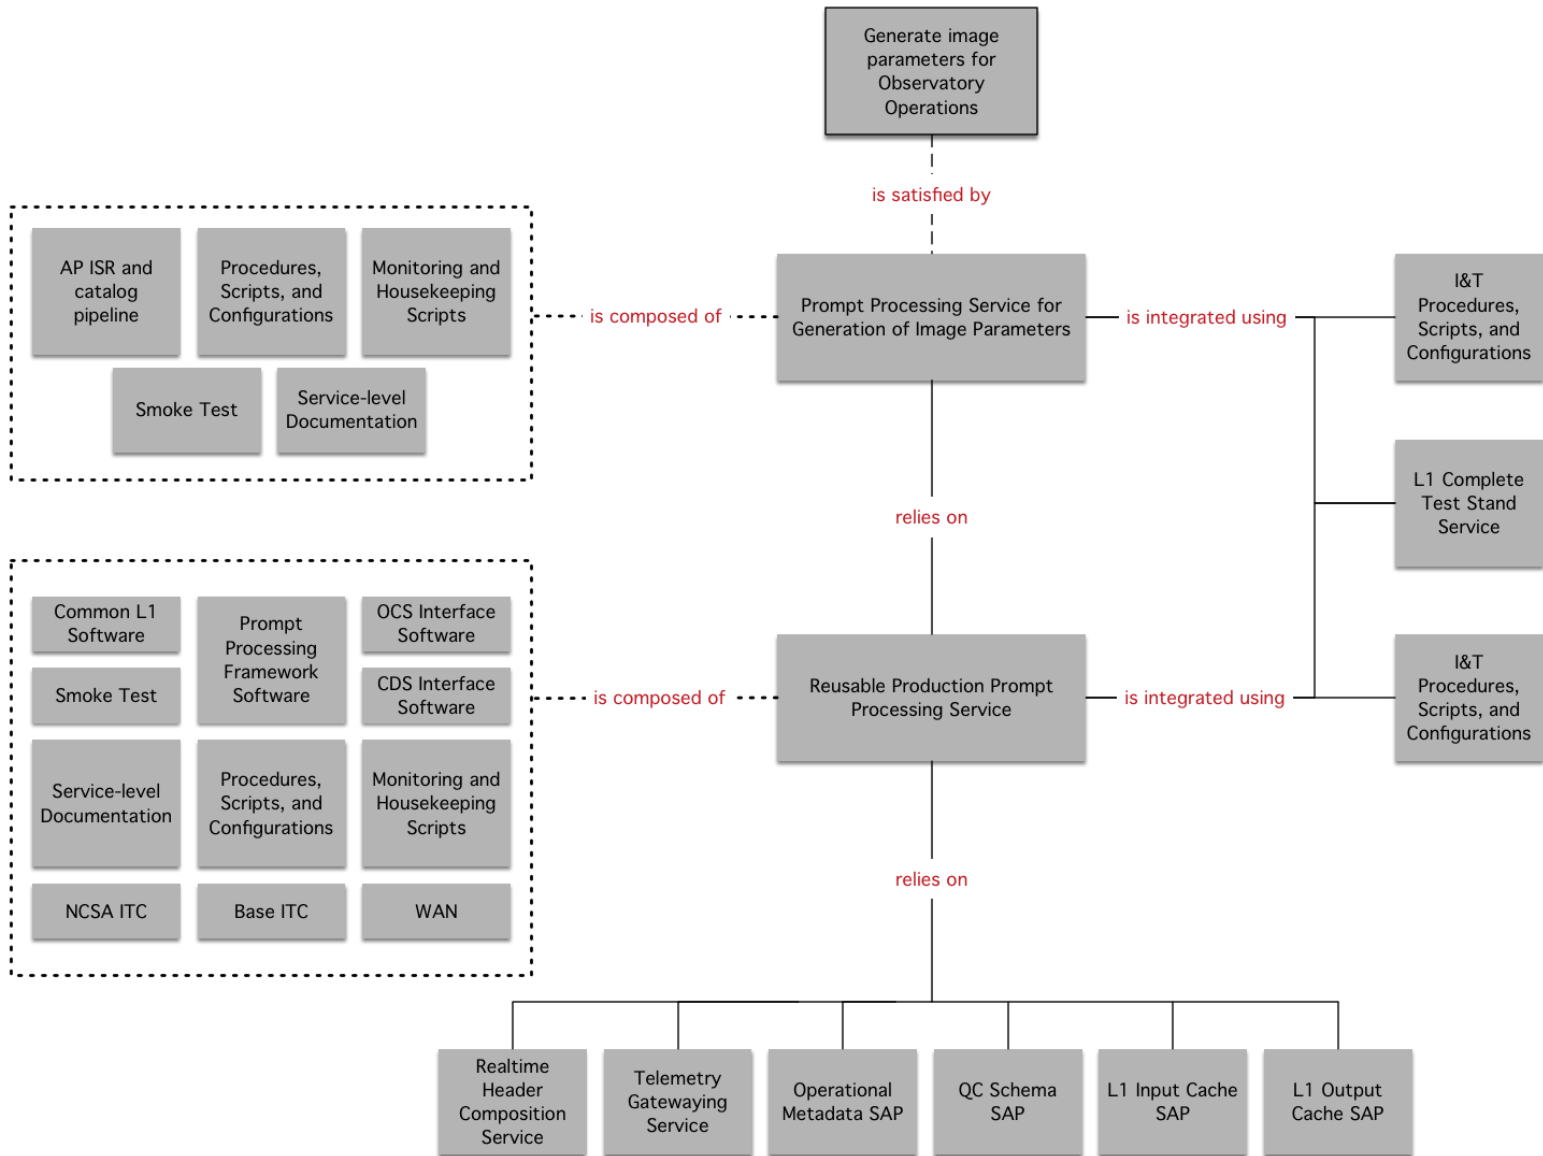 Generate image
parameters for
Observatory
Operations
is satisfied by
AP ISR and
catalog
pipeline
Procedures,
Scripts, and
Configurations
Monitoring and
Housekeeping
Scripts
Smoke Test
Service-level
Documentation
is composed of
Prompt Processing Service for
Generation of Image Parameters
is integrated using
I&T
Procedures,
Scripts, and
Configurations
L1 Complete
Test Stand
Service
relies on
Common L1
Software
Prompt
Processing
Framework
Software
OCS Interface
Software
Smoke Test
CDS Interface
Software
Service-level
Documentation
Procedures,
Scripts, and
Configurations
Monitoring and
Housekeeping
Scripts
NCSA ITC
Base ITC
WAN
is composed of
Reusable Production Prompt
Processing Service
is integrated using
I&T
Procedures,
Scripts, and
Configurations
relies on
Realtime
Header
Composition
Service
Telemetry
Gatewaying
Service
Operational
Metadata SAP
QC Schema
SAP
L1 Input Cache
SAP
L1 Output
Cache SAP